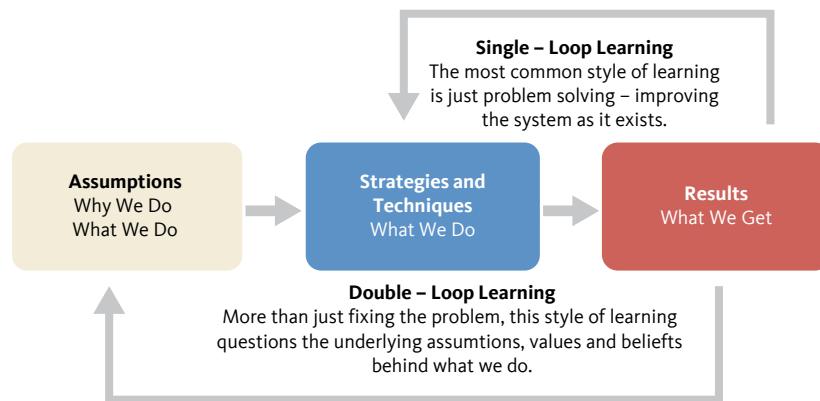 Single – Loop Learning
The most common style of learning
is just problem solving – improving
the system as it exists.
Assumptions
Why We Do
What We Do
Strategies and
Techniques
What We Do
Results
What We Get
Double – Loop Learning
More than just fixing the problem, this style of learning
questions the underlying assumtions, values and beliefts
behind what we do.